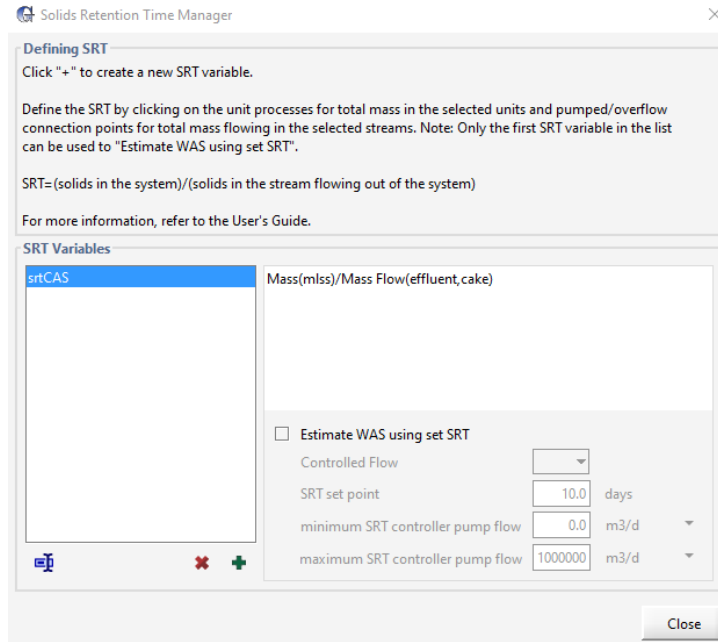 Solids Retention Time Manager
Defining SRT
Click "+" to create a new SRT variable.
Define the SRT by clicking on the unit processes for total mass in the selected units and pumped/overflow
connection points for total mass flowing in the selected streams. Note: Only the first SRT variable in the list
can be used to "Estimate WAS using set SRT".
SRT=(solids in the system)/(solids in the stream flowing out of the system)
For more information, refer to the User's Guide.
SRT Variables
srtCAS
Mass(mlss)/Mass Flow(effluent,cake)
Estimate WAS using set SRT
Controlled Flow
SRT set point 10.0 days
minimum SRT controller pump flow 0.0 m3/d
maximum SRT controller pump flow 1000000 m3/d
Close